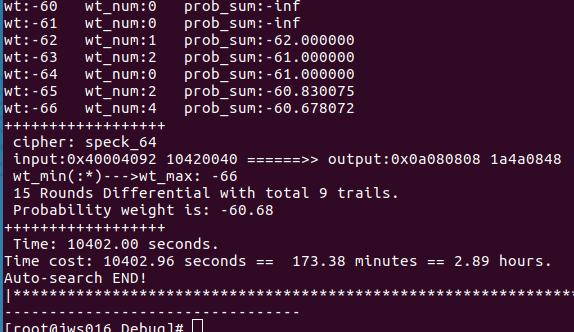 wt:-60 wt_num:0 prob_sum:-inf
wt:-61 wt_num:0 prob_sum:-inf
wt:-62 wt_num:1 prob_sum:-62.000000
wt:-63 wt_num:2 prob_sum:-61.000000
wt:-64 wt_num:0 prob_sum:-61.000000
wt:-65 wt_num:2 prob_sum:-60.830075
wt:-66 wt_num:4 prob_sum:-60.678072
++++++++++++++++++
cipher: speck_64
input:0x40004092 10420040 ======>> output:0x0a080808 1a4a0848
wt_min(:*)--->wt_max: -66
15 Rounds Differential with total 9 trails.
Probability weight is: -60.68
++++++++++++++++++
Time: 10402.00 seconds.
Time cost: 10402.96 seconds == 173.38 minutes == 2.89 hours.
Auto-search END!
|***************************************************************
---------------------------------
[root@jws016 Debug]#